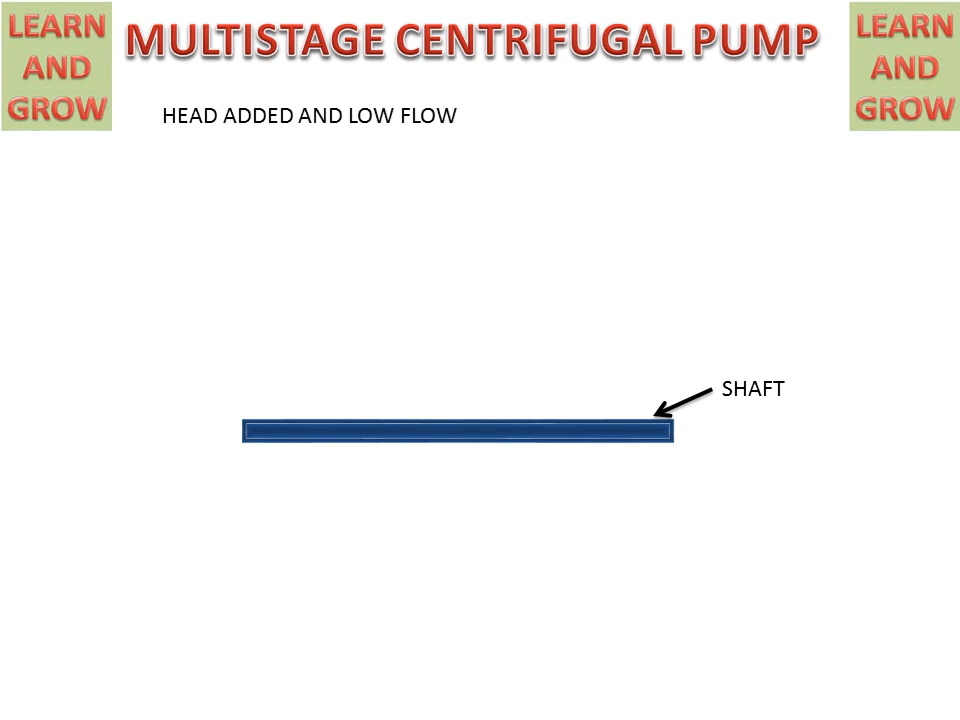 LEARN
AND
GROW
MULTISTAGE CENTRIFUGAL PUMP
LEARN
AND
GROW
HEAD ADDED AND LOW FLOW
SHAFT